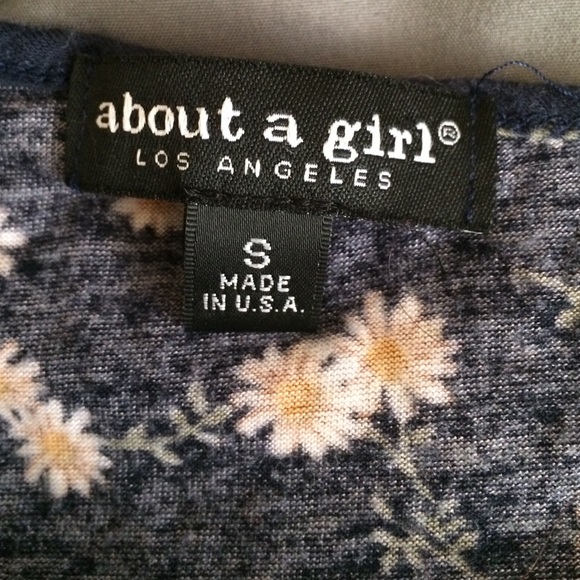 about a girl®
LOS ANGELES
S
MADE
IN U.S.A.